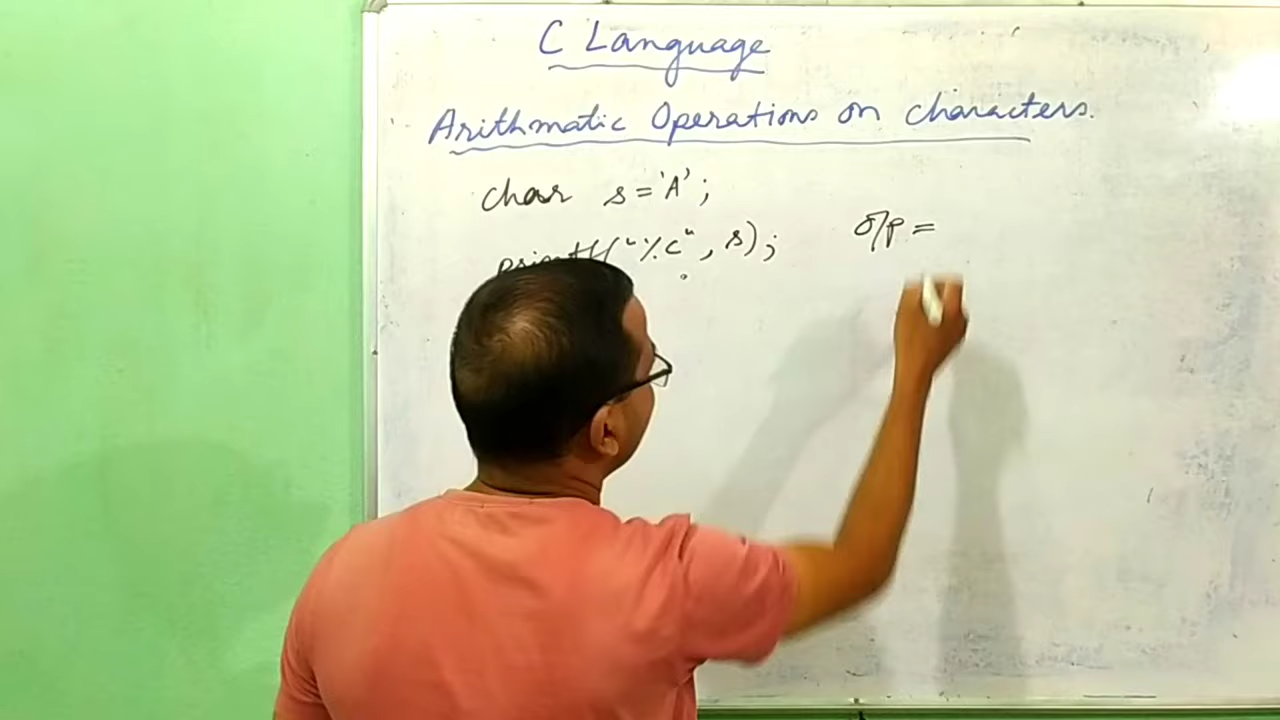 C Language
Arithmatic Operations on characters.
char s='A';
printf("%c", s); o/p =